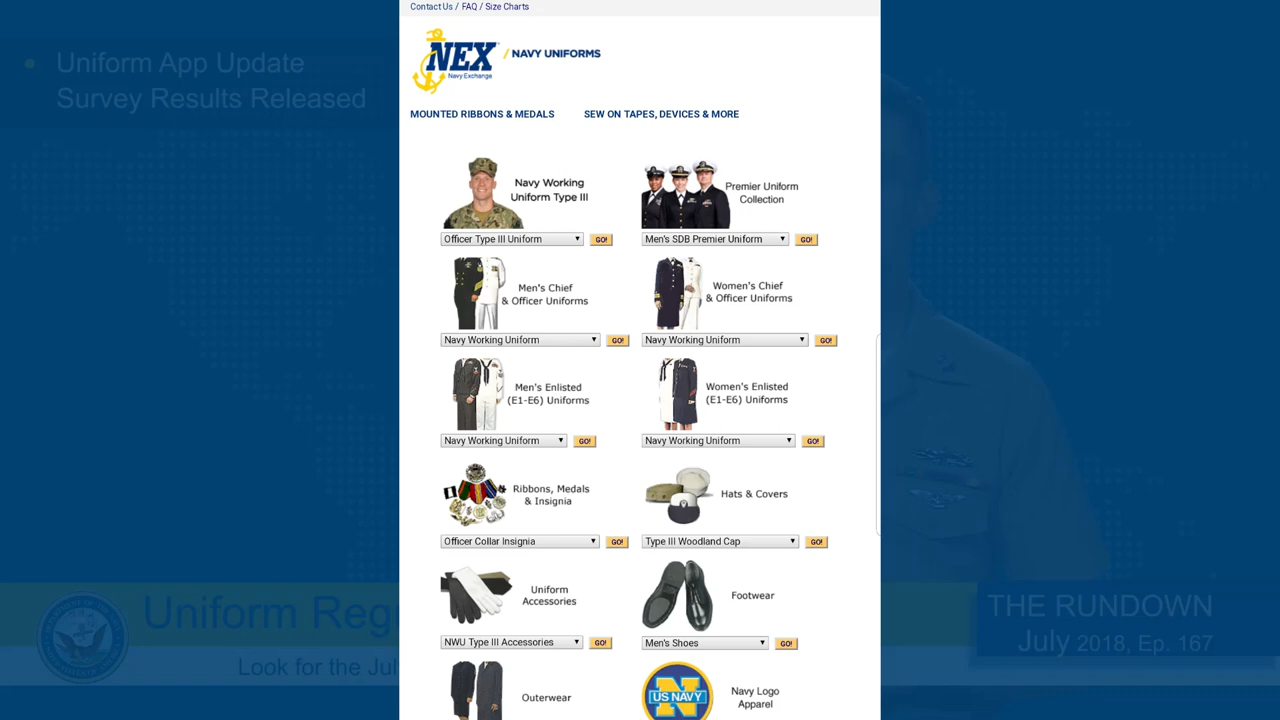 Contact Us / FAQ / Size Charts
NEX
Navy Exchange
/ NAVY UNIFORMS
MOUNTED RIBBONS & MEDALS
SEW ON TAPES, DEVICES & MORE
Navy Working
Uniform Type III
Officer Type III Uniform
GO!
Premier Uniform
Collection
Men's SDB Premier Uniform
GO!
Men's Chief
& Officer Uniforms
Navy Working Uniform
GO!
Women's Chief
& Officer Uniforms
Navy Working Uniform
GO!
Men's Enlisted
(E1-E6) Uniforms
Navy Working Uniform
GO!
Women's Enlisted
(E1-E6) Uniforms
Navy Working Uniform
GO!
Ribbons, Medals
& Insignia
Officer Collar Insignia
GO!
Hats & Covers
Type III Woodland Cap
GO!
Uniform
Accessories
NWU Type III Accessories
GO!
Footwear
Men's Shoes
GO!
Outerwear
US NAVY
N
Navy Logo
Apparel
• Uniform App Update
Survey Results Released
Uniform Reg
Look for the Jul
THE RUNDOWN
July 2018, Ep. 167